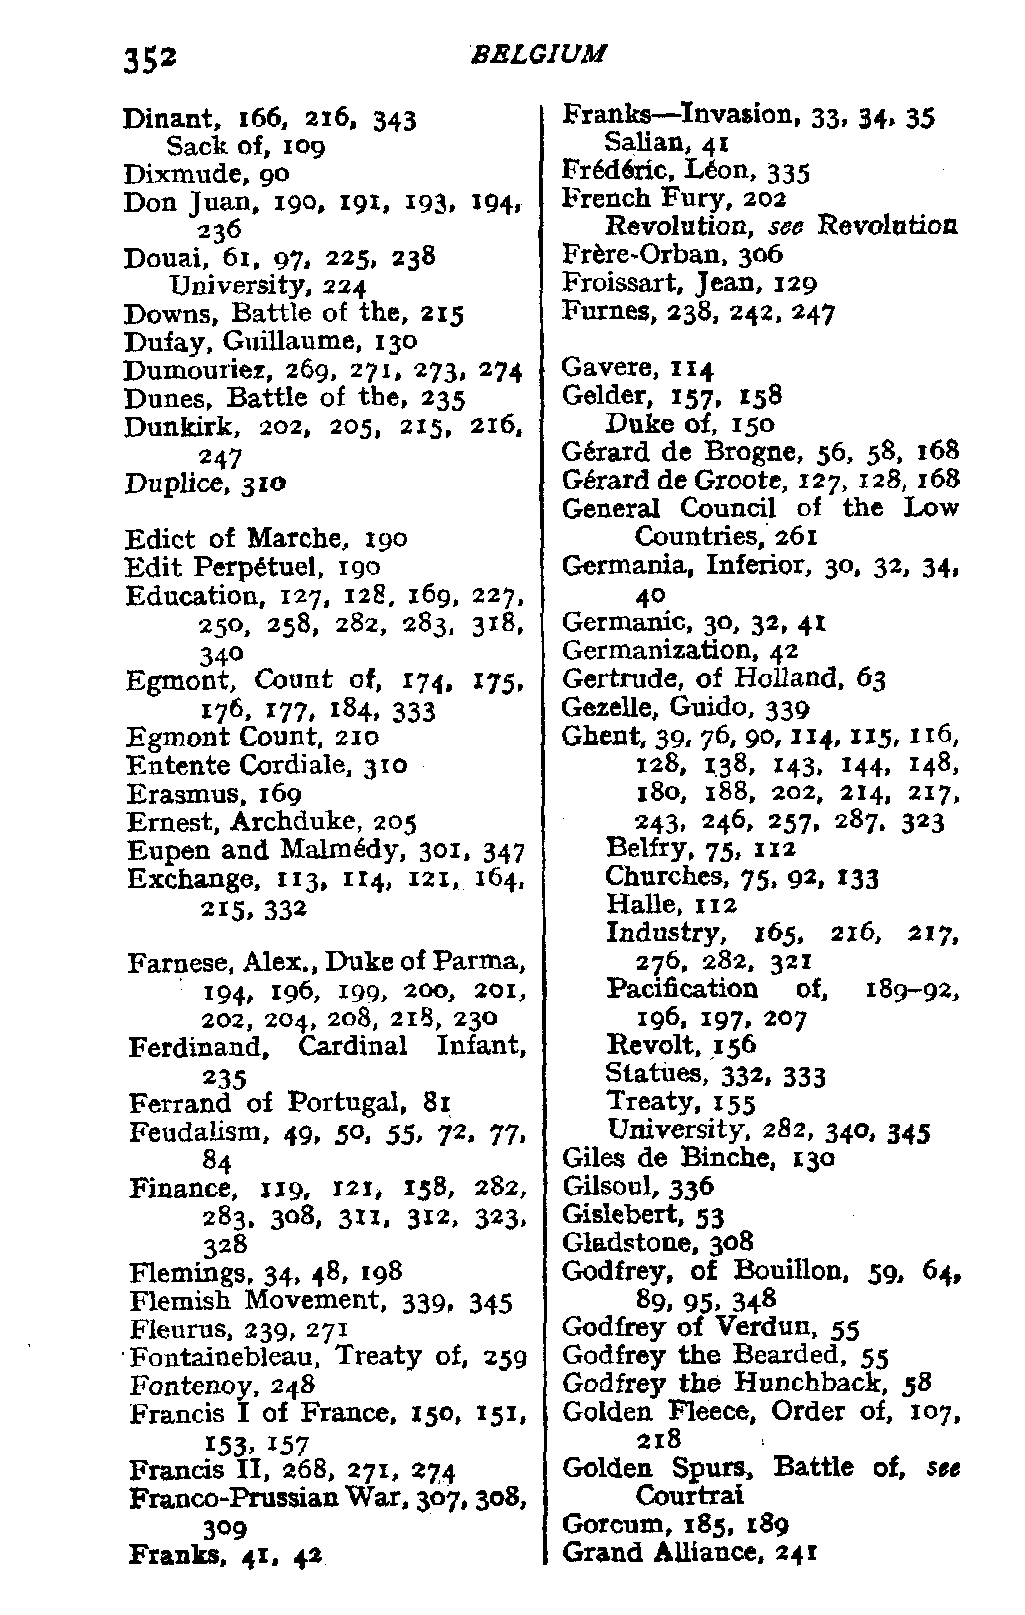 352
BELGIUM
Dinant, 166, 216, 343
Sack of, 109
Dixmude, 90
Don Juan, 190, 191, 193, 194,
236
Douai, 61, 97, 225, 238
University, 224
Downs, Battle of the, 215
Dufay, Guillaume, 130
Dumouriez, 269, 271, 273, 274
Dunes, Battle of the, 235
Dunkirk, 202, 205, 215, 216,
247
Duplice, 310
Edict of Marche, 190
Edit Perpétuel, 190
Education, 127, 128, 169, 227,
250, 258, 282, 283, 318,
340
Egmont, Count of, 174, 175,
176, 177, 184, 333
Egmont Count, 210
Entente Cordiale, 310
Erasmus, 169
Ernest, Archduke, 205
Eupen and Malmédy, 301, 347
Exchange, 113, 114, 121, 164,
215, 332
Farnese, Alex., Duke of Parma,
194, 196, 199, 200, 201,
202, 204, 208, 218, 230
Ferdinand, Cardinal Infant,
235
Ferrand of Portugal, 81
Feudalism, 49, 50, 55, 72, 77,
84
Finance, 119, 121, 158, 282,
283, 308, 311, 312, 323,
328
Flemings, 34, 48, 198
Flemish Movement, 339, 345
Fleurus, 239, 271
Fontainebleau, Treaty of, 259
Fontenoy, 248
Francis I of France, 150, 151,
153, 157
Francis II, 268, 271, 274
Franco-Prussian War, 307, 308,
309
Franks, 41, 42
Franks—Invasion, 33, 34, 35
Salian, 41
Frédéric, Léon, 335
French Fury, 202
Revolution, see Revolution
Frère-Orban, 306
Froissart, Jean, 129
Furnes, 238, 242, 247
Gavere, 114
Gelder, 157, 158
Duke of, 150
Gérard de Brogne, 56, 58, 168
Gérard de Groote, 127, 128, 168
General Council of the Low
Countries, 261
Germania, Inferior, 30, 32, 34,
40
Germanic, 30, 32, 41
Germanization, 42
Gertrude, of Holland, 63
Gezelle, Guido, 339
Ghent, 39, 76, 90, 114, 115, 116,
128, 138, 143, 144, 148,
180, 188, 202, 214, 217,
243, 246, 257, 287, 323
Belfry, 75, 112
Churches, 75, 92, 133
Halle, 112
Industry, 165, 216, 217,
276, 282, 321
Pacification of, 189–92,
196, 197, 207
Revolt, 156
Statues, 332, 333
Treaty, 155
University, 282, 340, 345
Giles de Binche, 130
Gilsoul, 336
Gislebert, 53
Gladstone, 308
Godfrey, of Bouillon, 59, 64,
89, 95, 348
Godfrey of Verdun, 55
Godfrey the Bearded, 55
Godfrey the Hunchback, 58
Golden Fleece, Order of, 107,
218
Golden Spurs, Battle of, see
Courtrai
Gorcum, 185, 189
Grand Alliance, 241